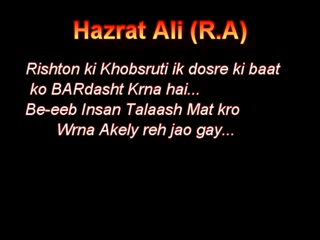 Hazrat Ali (R.A)
Rishton ki Khobsruti ik dosre ki baat
ko BARdasht Krna hai...
Be-eeb Insan Talaash Mat kro
Wrna Akely reh jao gay...